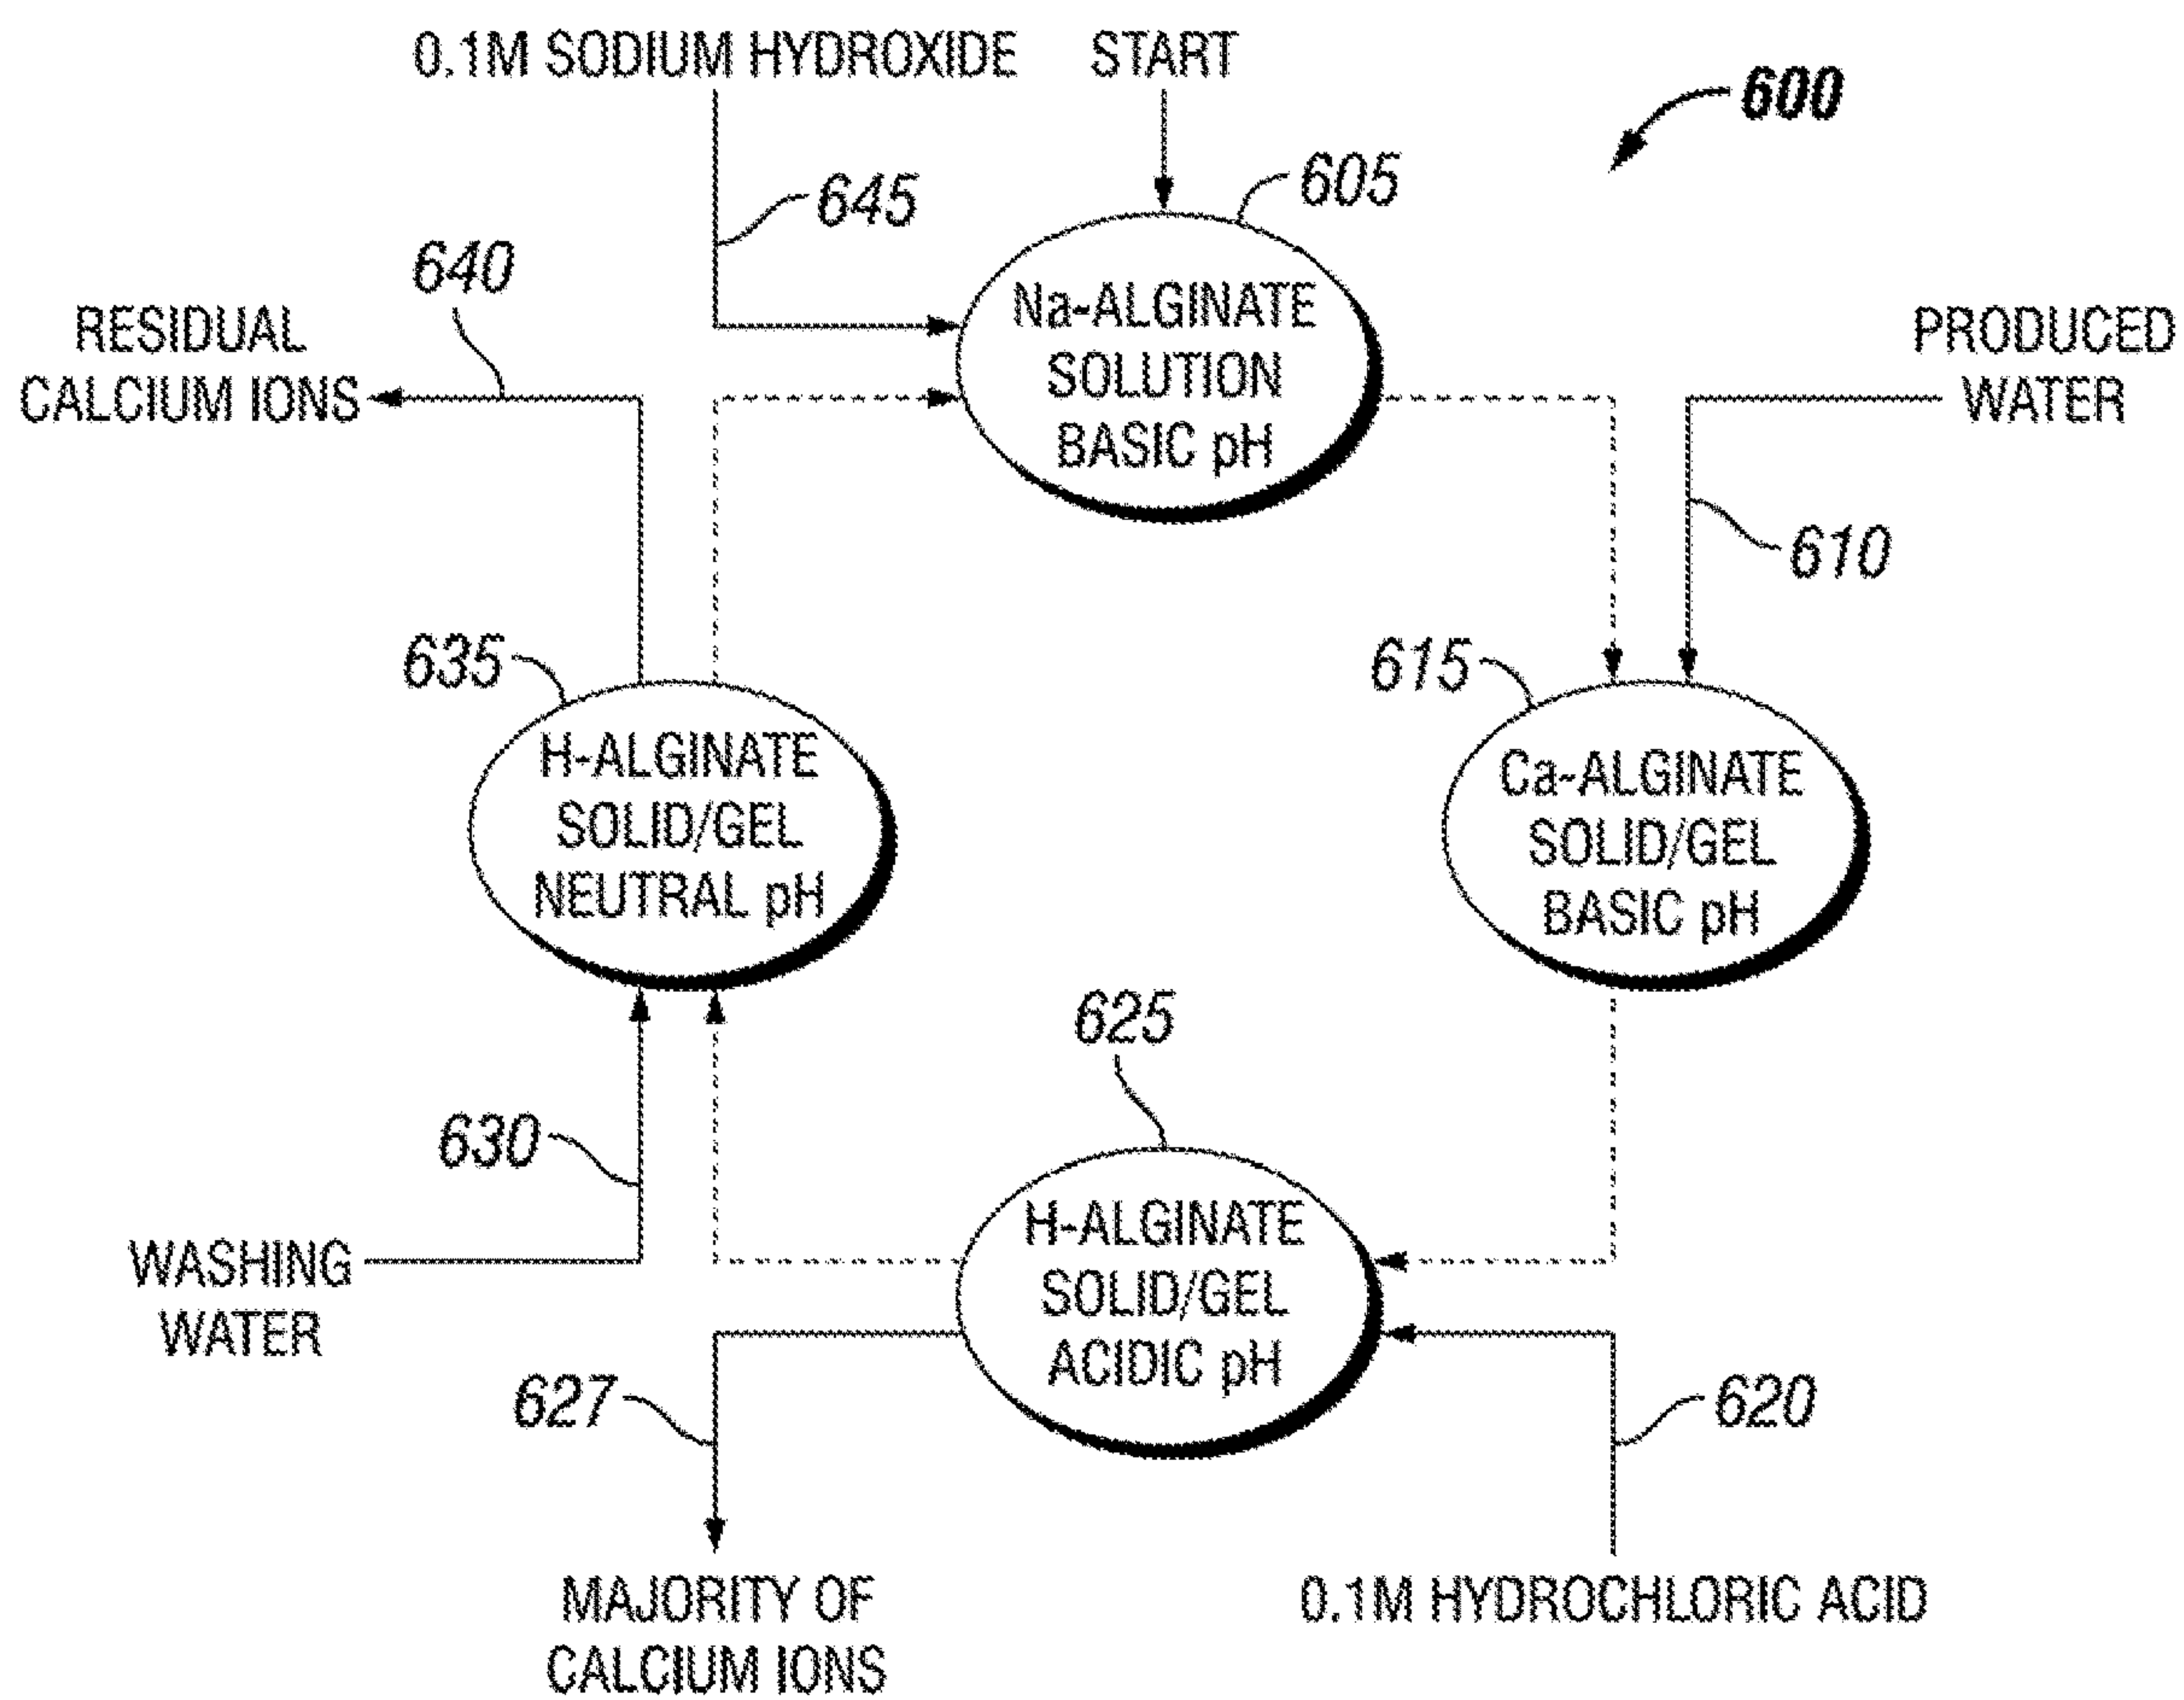 0.1M SODIUM HYDROXIDE
START
600
605
645
640
Na-ALGINATE
SOLUTION
BASIC pH
RESIDUAL
CALCIUM IONS
PRODUCED
WATER
610
635
615
H-ALGINATE
SOLID/GEL
NEUTRAL pH
Ca-ALGINATE
SOLID/GEL
BASIC pH
625
630
H-ALGINATE
SOLID/GEL
ACIDIC pH
WASHING
WATER
627
620
MAJORITY OF
CALCIUM IONS
0.1M HYDROCHLORIC ACID